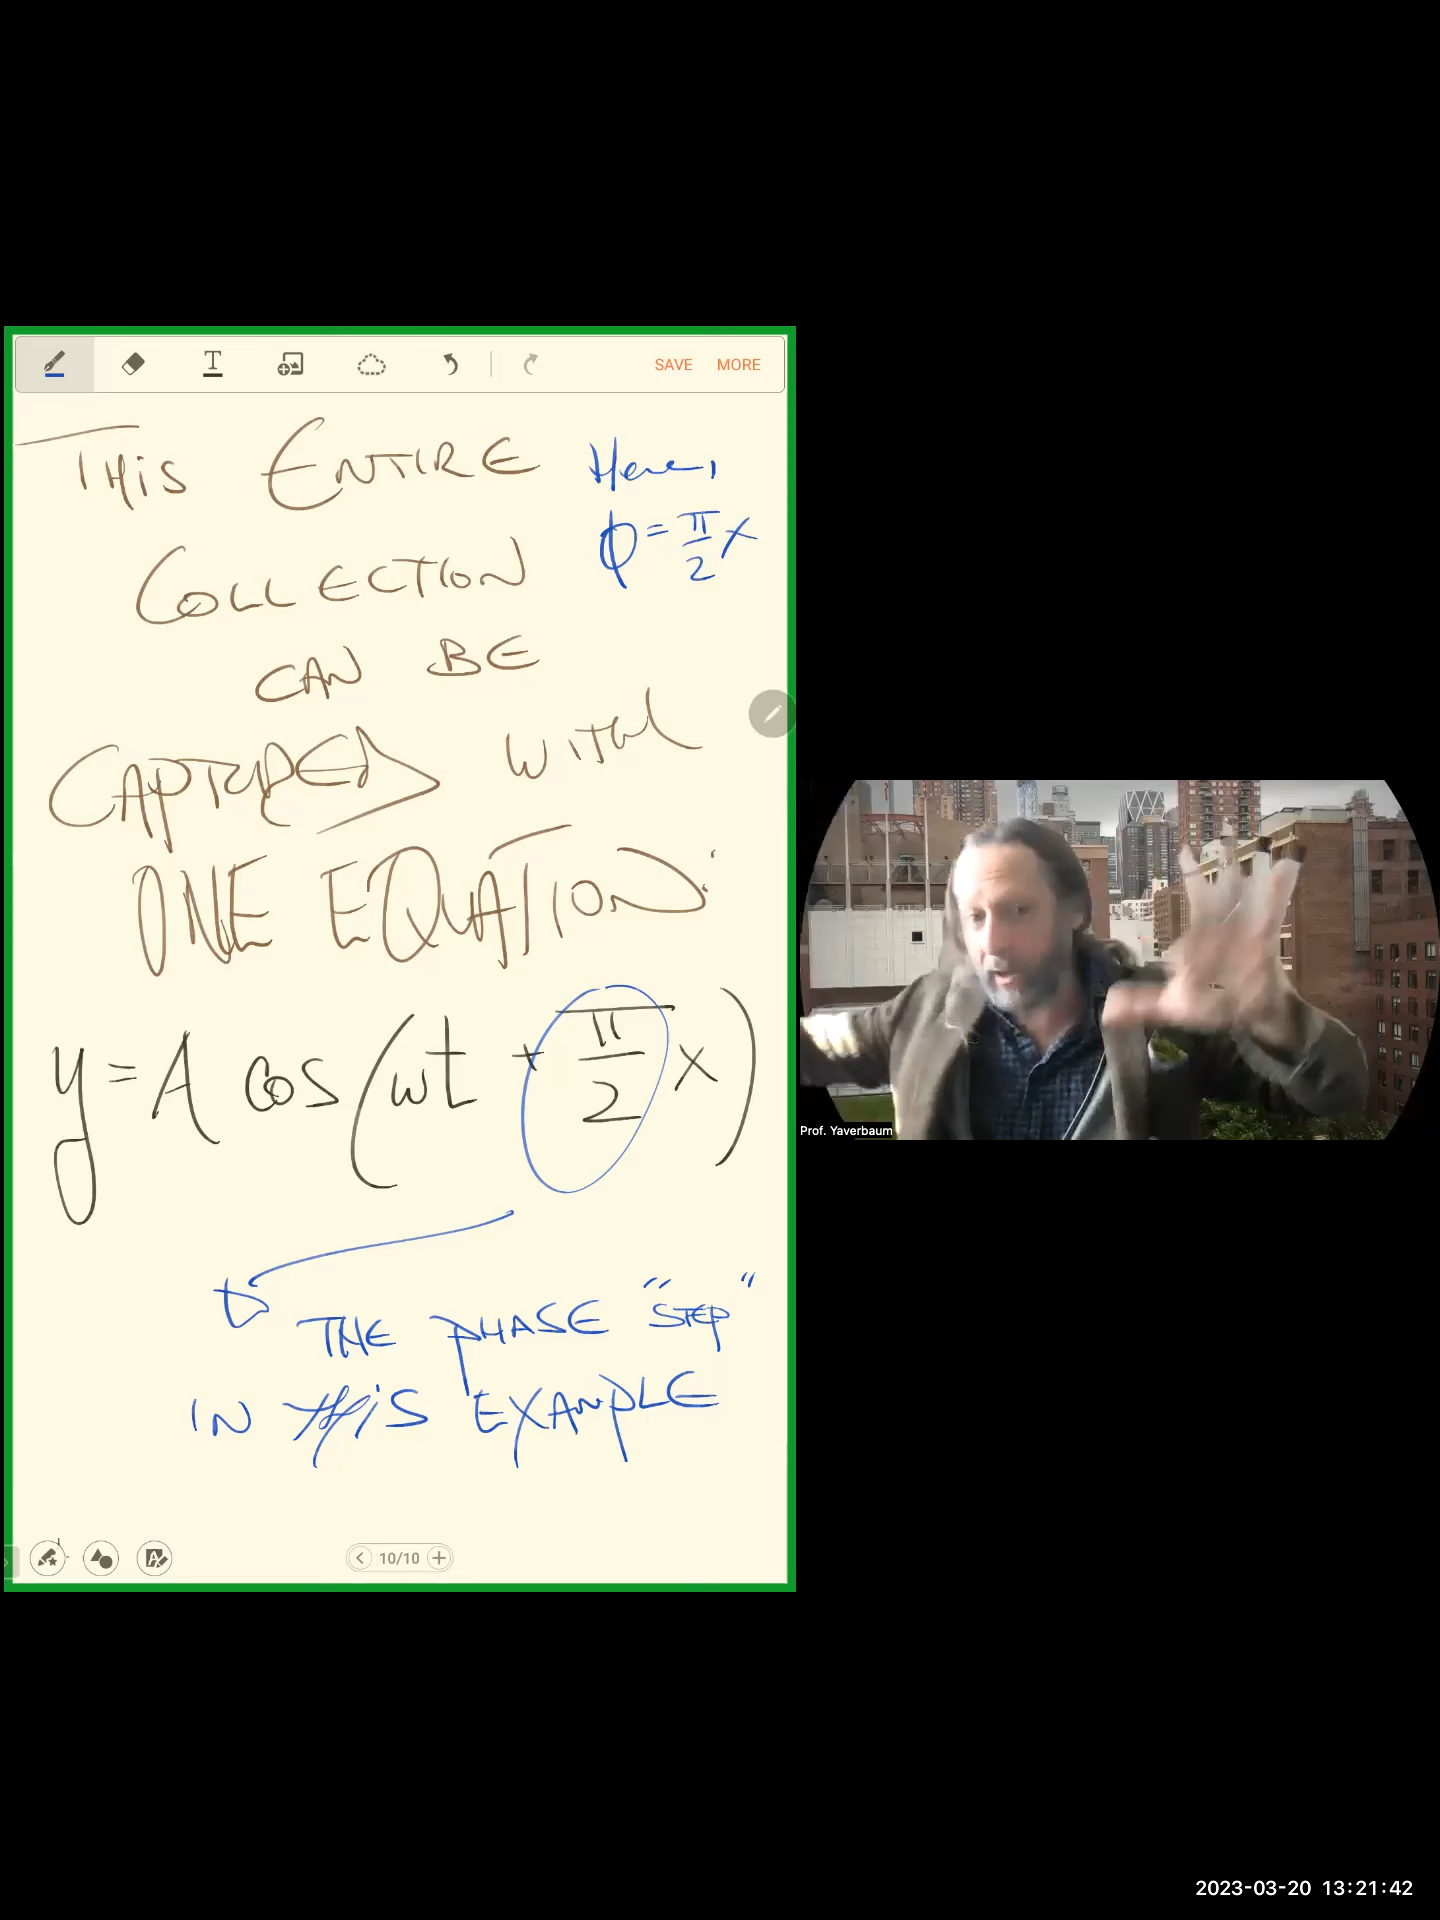 SAVE MORE
THIS ENTIRE
COLLECTION
CAN BE
CAPTURED WITH
ONE EQUATION:
Here,
φ = π/2 x
y = A cos(ωt + π/2 x)
THE PHASE "STEP"
IN THIS EXAMPLE
10/10
Prof. Yaverbaum
2023-03-20 13:21:42